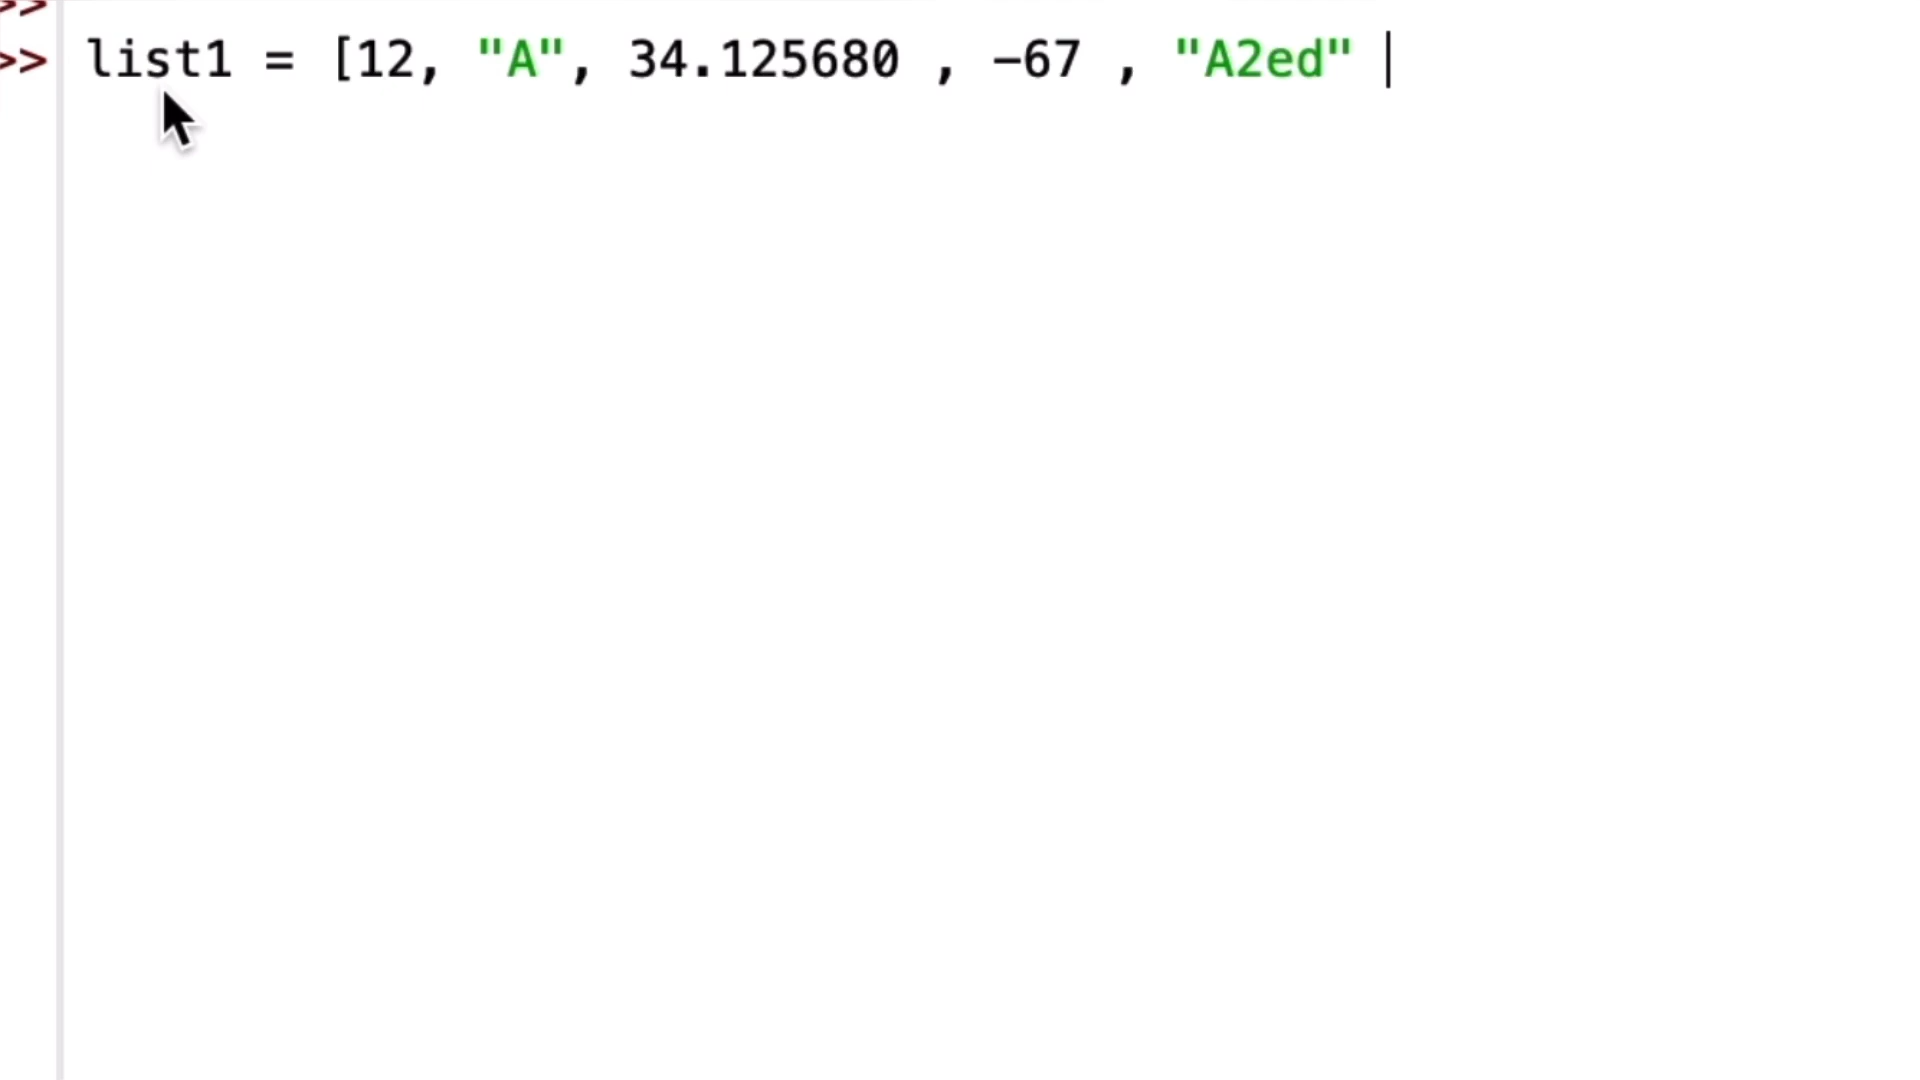 >>
>> list1 = [12, "A", 34.125680 , -67 , "A2ed"